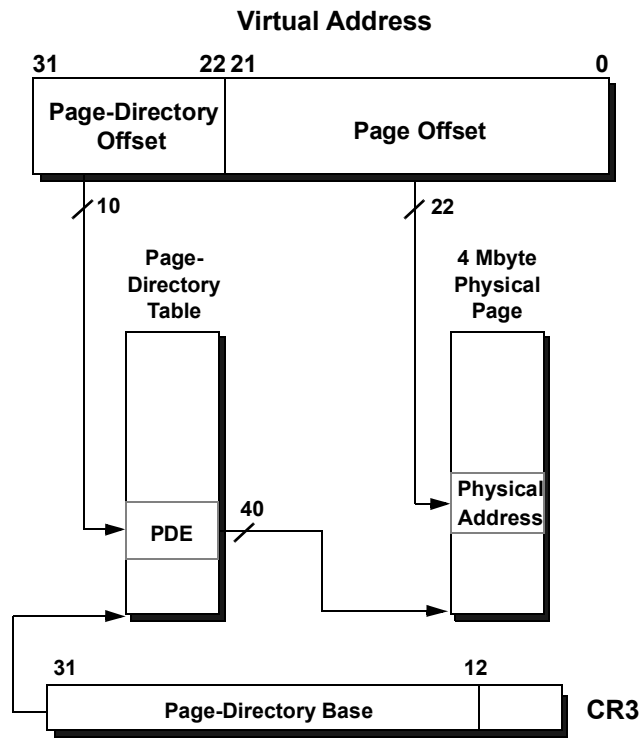 Virtual Address
31 22 21 0
Page-Directory
Offset
Page Offset
10
22
Page-
Directory
Table
4 Mbyte
Physical
Page
Physical
Address
PDE
40
31 12
Page-Directory Base
CR3